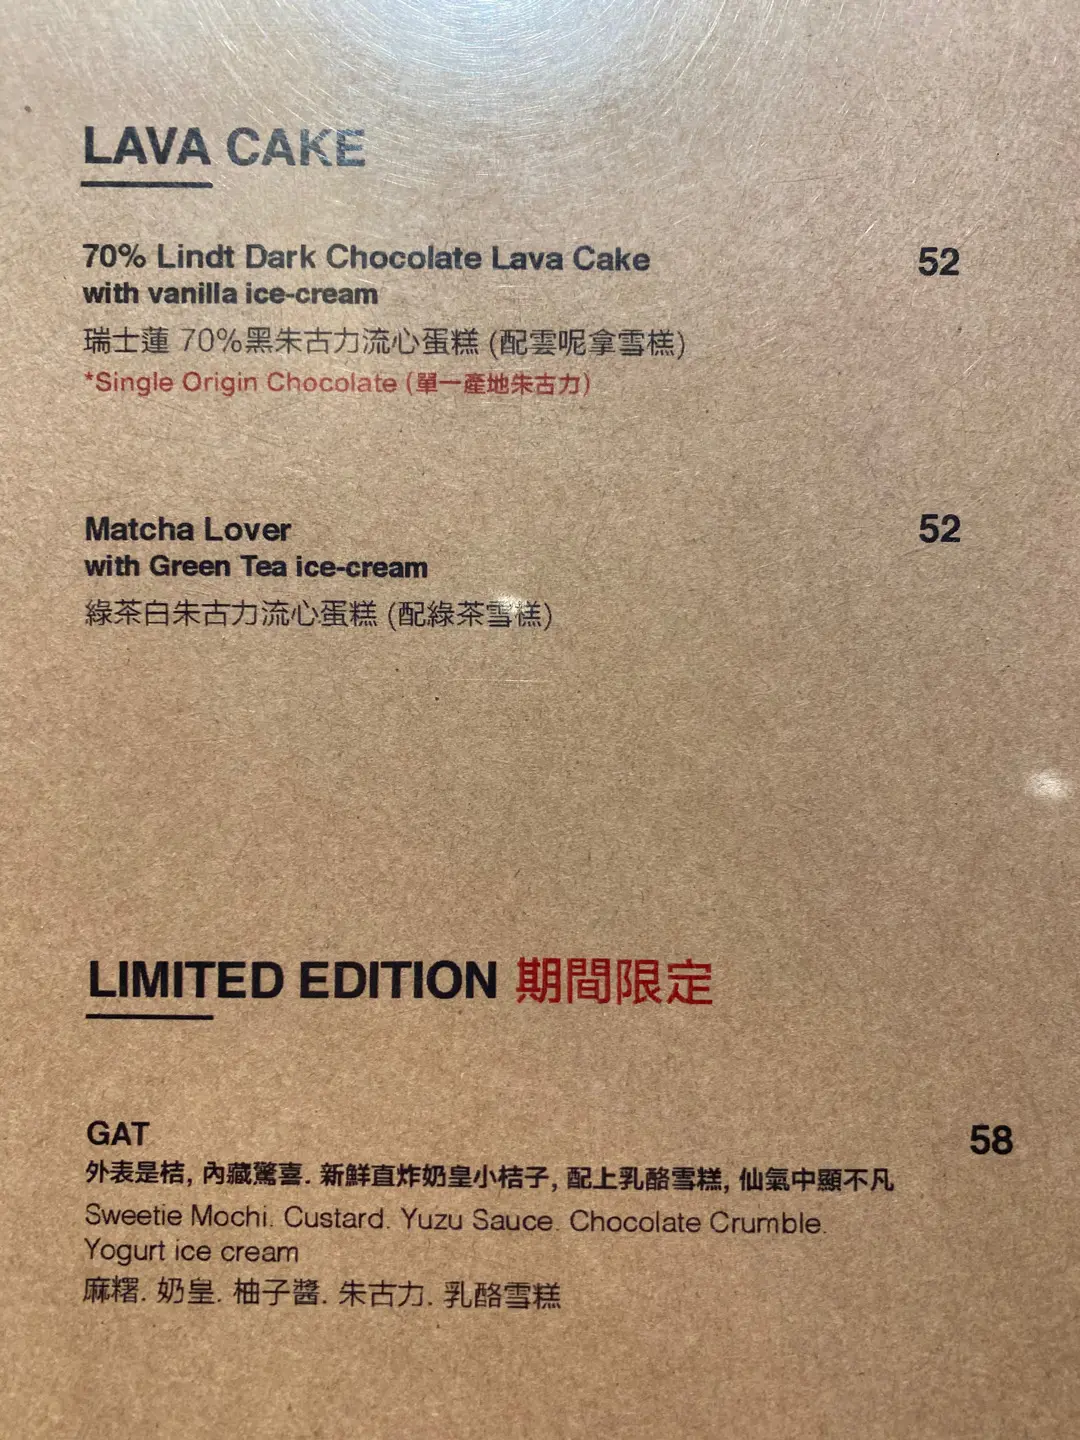 LAVA CAKE
70% Lindt Dark Chocolate Lava Cake 52
with vanilla ice-cream
瑞士蓮 70%黑朱古力流心蛋糕 (配雲呢拿雪榚)
*Single Origin Chocolate (單一產地朱古力)
Matcha Lover 52
with Green Tea ice-cream
綠茶白朱古力流心蛋糕 (配綠茶雪榚)
LIMITED EDITION 期間限定
GAT 58
外表是桔, 內藏驚喜. 新鮮直炸奶皇小桔子, 配上乳酪雪糕, 仙氣中顯不凡
Sweetie Mochi. Custard. Yuzu Sauce. Chocolate Crumble.
Yogurt ice cream
麻糬. 奶皇. 柚子醬. 朱古力. 乳酪雪糕